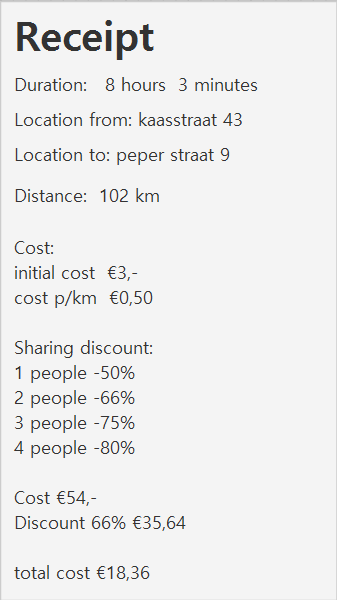 Receipt
Duration: 8 hours 3 minutes
Location from: kaasstraat 43
Location to: peper straat 9
Distance: 102 km
Cost:
initial cost €3,-
cost p/km €0,50
Sharing discount:
1 people -50%
2 people -66%
3 people -75%
4 people -80%
Cost €54,-
Discount 66% €35,64
total cost €18,36